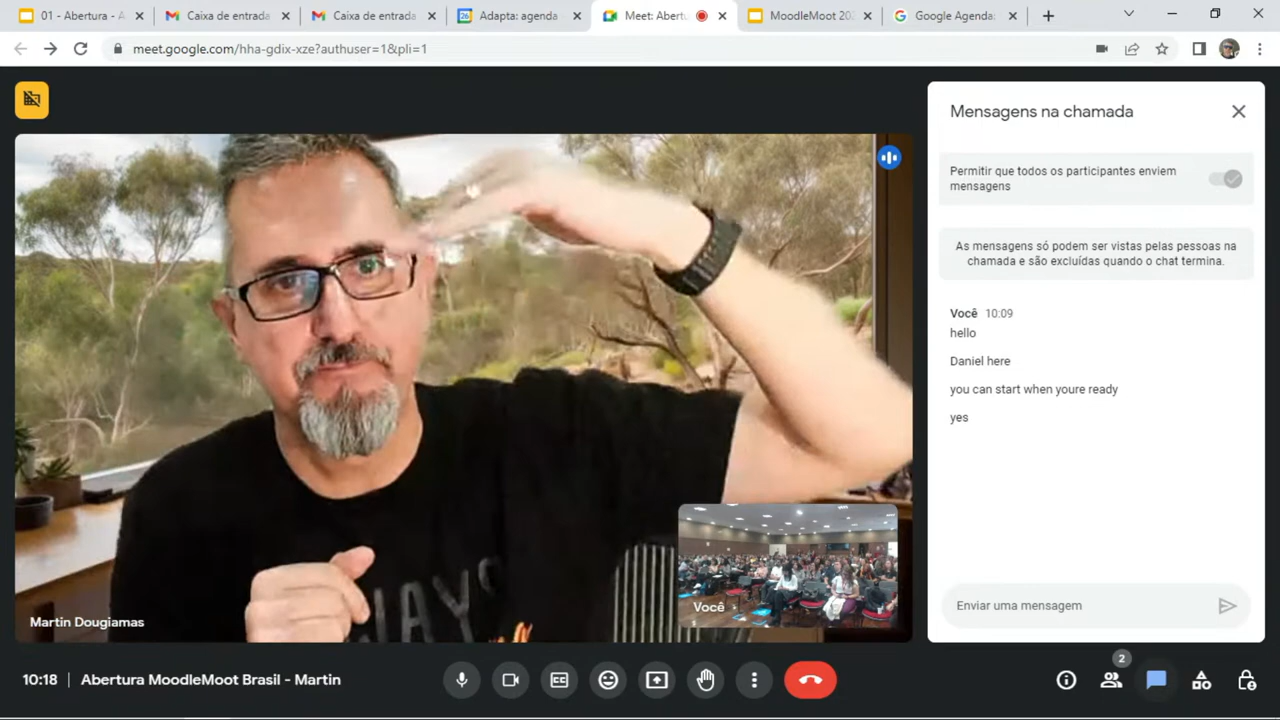 01 - Abertura - A
Caixa de entrada
Caixa de entrada
26
Adapta: agenda
Meet: Abertu
MoodleMoot 202
Google Agenda:
meet.google.com/hha-gdix-xze?authuser=1&pli=1
Mensagens na chamada
Permitir que todos os participantes enviem
mensagens
As mensagens só podem ser vistas pelas pessoas na
chamada e são excluídas quando o chat termina.
Você 10:09
hello
Daniel here
you can start when youre ready
yes
Enviar uma mensagem
Martin Dougiamas
Você
10:18 | Abertura MoodleMoot Brasil - Martin
CC
2